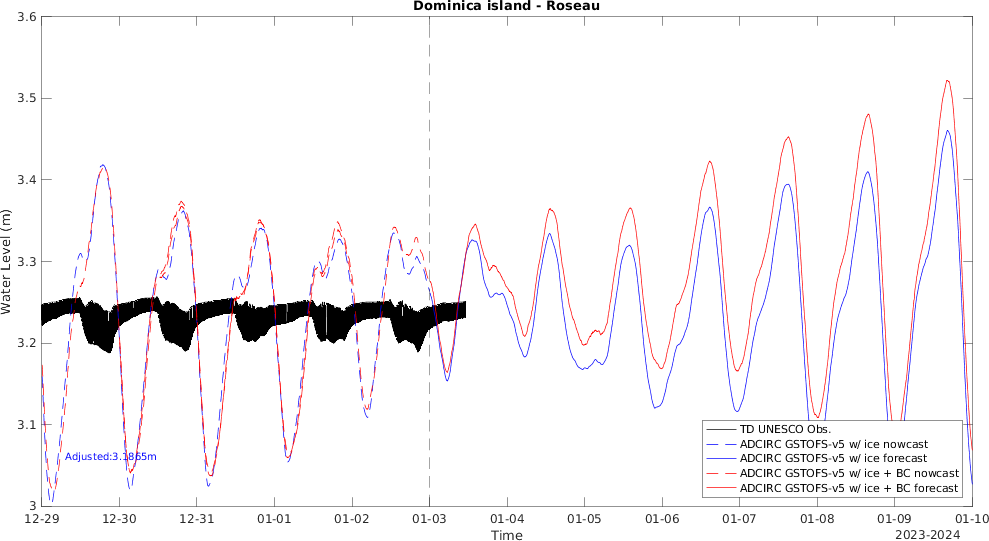 Dominica island - Roseau
Water Level (m)
3.6
3.5
3.4
3.3
3.2
3.1
3
Adjusted:3.1865m
TD UNESCO Obs.
ADCIRC GSTOFS-v5 w/ ice nowcast
ADCIRC GSTOFS-v5 w/ ice forecast
ADCIRC GSTOFS-v5 w/ ice + BC nowcast
ADCIRC GSTOFS-v5 w/ ice + BC forecast
12-29 12-30 12-31 01-01 01-02 01-03 01-04 01-05 01-06 01-07 01-08 01-09 01-10
Time
2023-2024